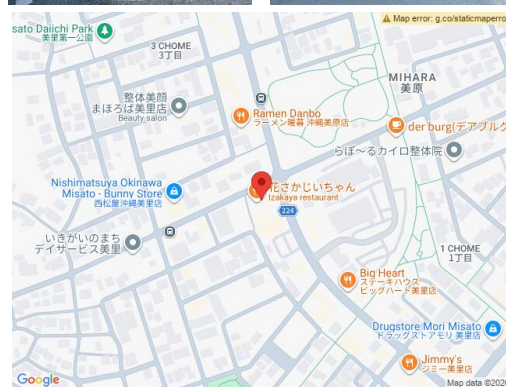 Map error: g.co/staticmaperro
sato Daiichi Park
美里第一公園
3 CHOME
3丁目
MIHARA
美原
整体美顔
まほろば美里店
Beauty salon
Ramen Danbo
ラーメン暖暮 沖縄美原店
der burg(デアブルク
らぽ〜るカイロ整体院
Nishimatsuya Okinawa
Misato - Bunny Store
西松屋沖縄美里店
花さかじいちゃん
Izakaya restaurant
224
いきがいのまち
デイサービス美里
1 CHOME
1丁目
Big Heart
ステーキハウス
ビッグハート美里店
Drugstore Mori Misato
ドラッグストアモリ 美里店
Jimmy's
ジミー美里店
Google
Map data ©202